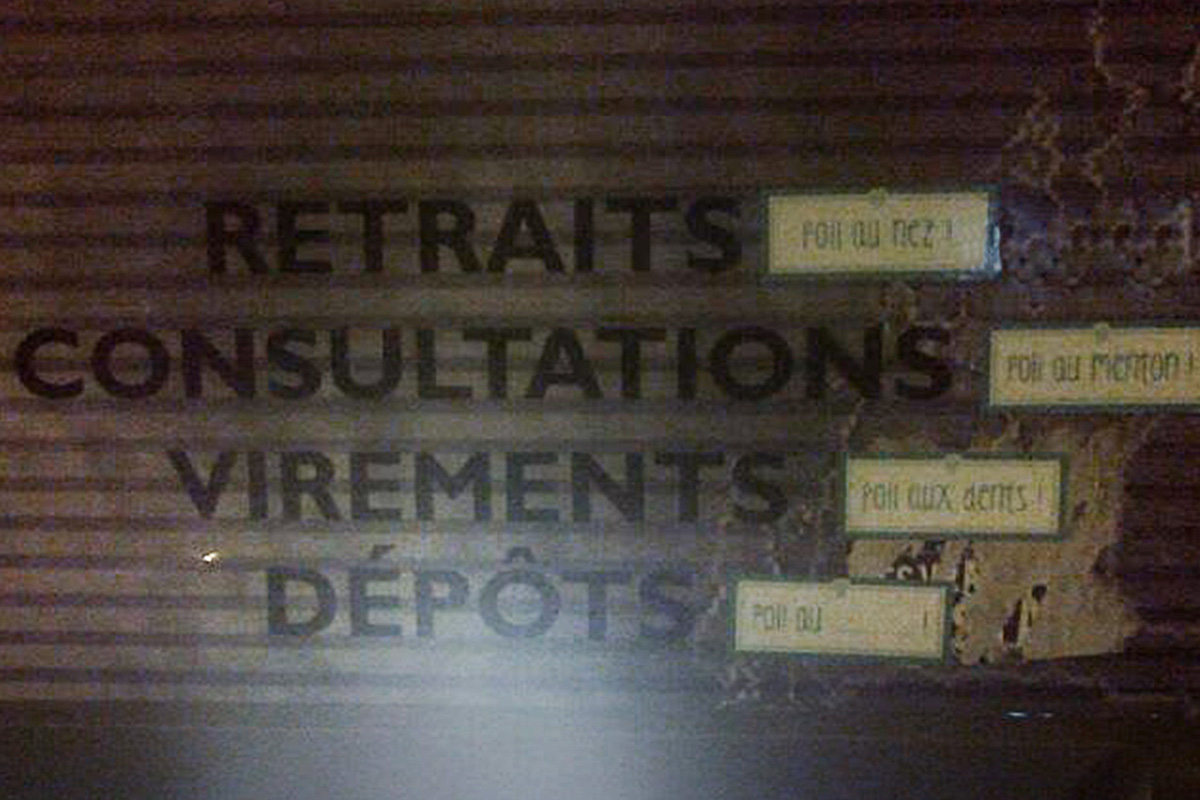 RETRAITS Poil au nez !
CONSULTATIONS Poil au menton !
VIREMENTS Poil aux dents !
DÉPÔTS Poil au !